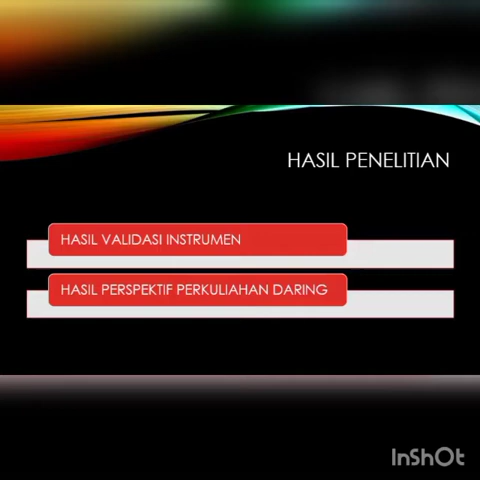 HASIL PENELITIAN
HASIL VALIDASI INSTRUMEN
HASIL PERSPEKTIF PERKULIAHAN DARING
InShOt